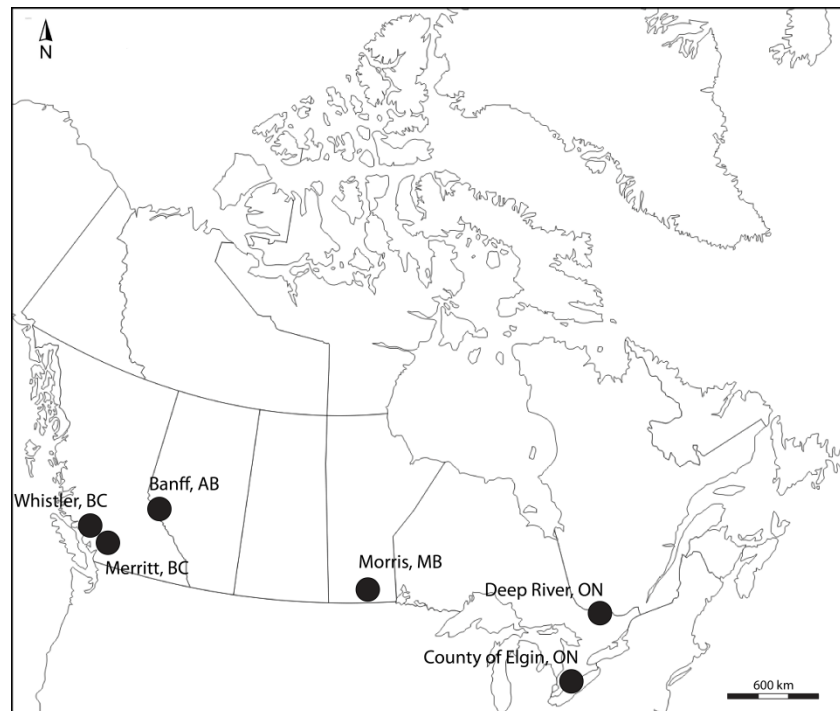 N
Banff, AB
Whistler, BC
Merritt, BC
Morris, MB
Deep River, ON
County of Elgin, ON
600 km